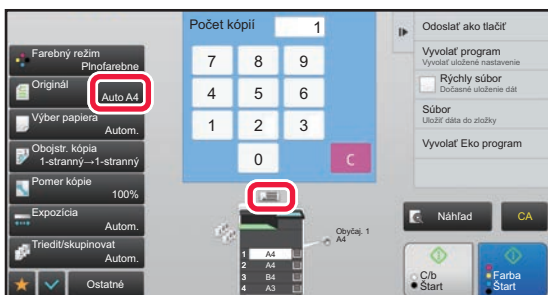 Počet kópií 1
Farebný režim
Plnofarebne
Originál
Auto A4
Výber papiera
Autom.
Obojstr. kópia
1-stranný→1-stranný
Pomer kópie
100%
Expozícia
Autom.
Triediť/skupinovat
Autom.
Ostatné
7 8 9
4 5 6
1 2 3
0 C
1 A4
2 A4
3 B4
4 A3
Obyčaj. 1
A4
Odoslať ako tlačiť
Vyvolať program
Vyvolať uložené nastavenie
Rýchly súbor
Dočasné uloženie dát
Súbor
Uložiť dáta do zložky
Vyvolať Eko program
Náhľad
CA
C/b
Štart
Farba
Štart